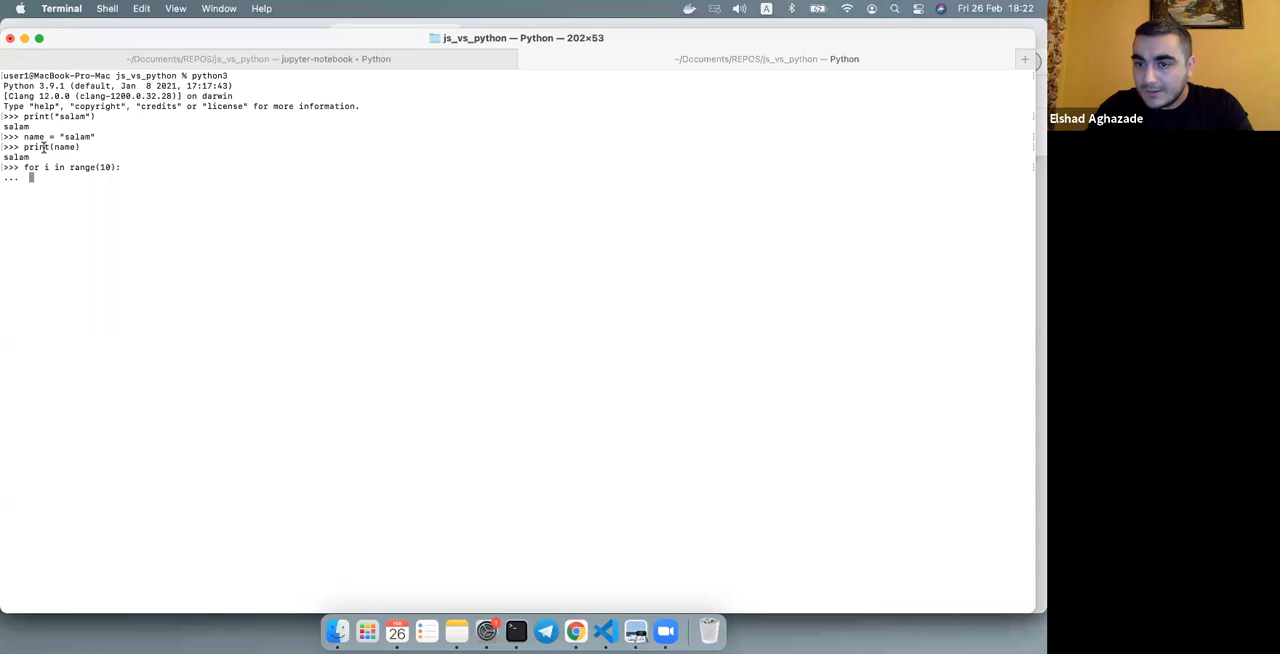 Terminal Shell Edit View Window Help A Fri 26 Feb 18:22
js_vs_python — Python — 202×53
~/Documents/REPOS/js_vs_python — jupyter-notebook ▸ Python
~/Documents/REPOS/js_vs_python — Python
user1@MacBook-Pro-Mac js_vs_python % python3
Python 3.9.1 (default, Jan 8 2021, 17:17:43)
[Clang 12.0.0 (clang-1200.0.32.28)] on darwin
Type "help", "copyright", "credits" or "license" for more information.
>>> print("salam")
salam
>>> name = "salam"
>>> print(name)
salam
>>> for i in range(10):
...
Elshad Aghazade
FEB
26
1